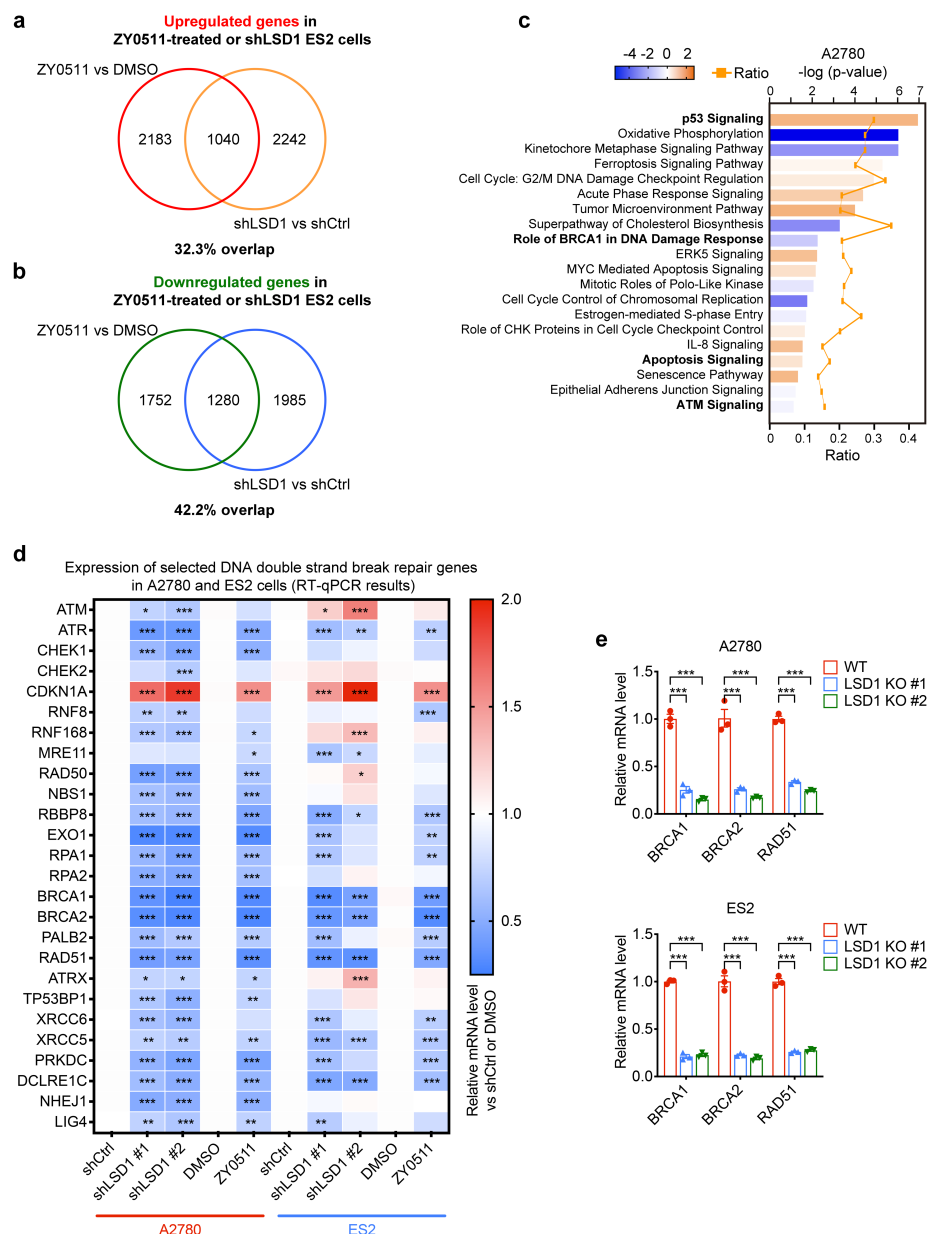 a
Upregulated genes in
ZY0511-treated or shLSD1 ES2 cells
ZY0511 vs DMSO
2183
1040
2242
shLSD1 vs shCtrl
32.3% overlap
b
Downregulated genes in
ZY0511-treated or shLSD1 ES2 cells
ZY0511 vs DMSO
1752
1280
1985
shLSD1 vs shCtrl
42.2% overlap
c
-4 -2 0 2
Ratio
A2780
-log (p-value)
0 1 2 3 4 5 6 7
p53 Signaling
Oxidative Phosphorylation
Kinetochore Metaphase Signaling Pathway
Ferroptosis Signaling Pathway
Cell Cycle: G2/M DNA Damage Checkpoint Regulation
Acute Phase Response Signaling
Tumor Microenvironment Pathway
Superpathway of Cholesterol Biosynthesis
Role of BRCA1 in DNA Damage Response
ERK5 Signaling
MYC Mediated Apoptosis Signaling
Mitotic Roles of Polo-Like Kinase
Cell Cycle Control of Chromosomal Replication
Estrogen-mediated S-phase Entry
Role of CHK Proteins in Cell Cycle Checkpoint Control
IL-8 Signaling
Apoptosis Signaling
Senescence Pathyway
Epithelial Adherens Junction Signaling
ATM Signaling
0 0.1 0.2 0.3 0.4
Ratio
d
Expression of selected DNA double strand break repair genes
in A2780 and ES2 cells (RT-qPCR results)
ATM * *** * ***
ATR *** *** *** *** ** **
CHEK1 *** *** ***
CHEK2 ***
CDKN1A *** *** *** *** *** ***
RNF8 ** ** ***
RNF168 *** *** * ***
MRE11 * *** *
RAD50 *** *** *** *
NBS1 *** *** ***
RBBP8 *** *** *** *** * ***
EXO1 *** *** *** *** **
RPA1 *** *** *** *** **
RPA2 *** *** ***
BRCA1 *** *** *** *** *** ***
BRCA2 *** *** *** *** *** ***
PALB2 *** *** *** *** ***
RAD51 *** *** *** *** *** ***
ATRX * * * ***
TP53BP1 *** *** **
XRCC6 *** *** *** **
XRCC5 ** ** ** *** *** ***
PRKDC *** *** *** *** ***
DCLRE1C *** *** *** *** *** ***
NHEJ1 *** *** ***
LIG4 ** *** ** **
shCtrl
shLSD1 #1
shLSD1 #2
DMSO
ZY0511
shCtrl
shLSD1 #1
shLSD1 #2
DMSO
ZY0511
A2780
ES2
2.0
1.5
1.0
0.5
Relative mRNA level
vs shCtrl or DMSO
e
A2780
Relative mRNA level
1.5
1.0
0.5
0.0
*** *** ***
*** *** ***
BRCA1
BRCA2
RAD51
WT
LSD1 KO #1
LSD1 KO #2
ES2
Relative mRNA level
1.5
1.0
0.5
0.0
*** *** ***
*** *** ***
BRCA1
BRCA2
RAD51
WT
LSD1 KO #1
LSD1 KO #2